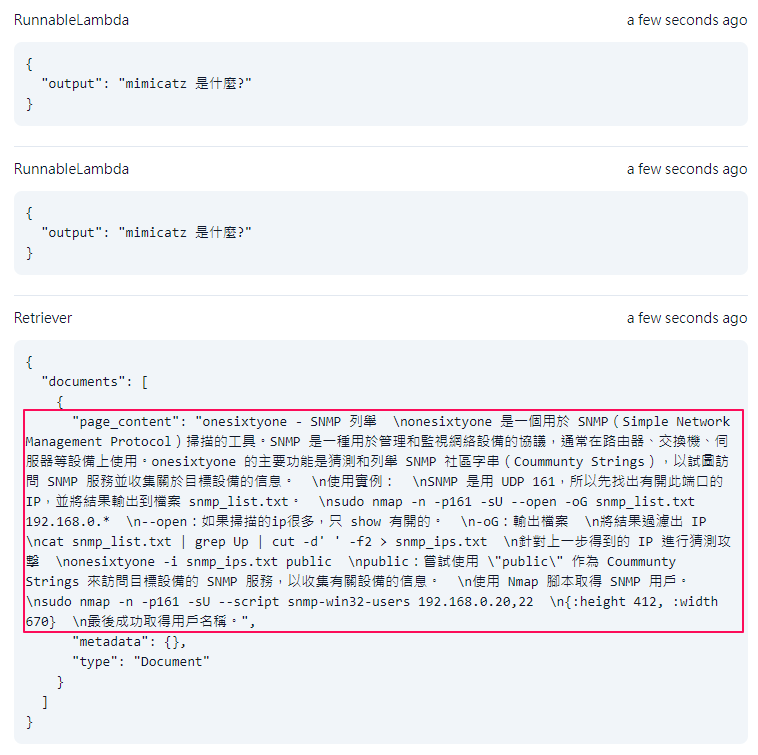 RunnableLambda
a few seconds ago
{
"output": "mimicatz 是什麼?"
}
RunnableLambda
a few seconds ago
{
"output": "mimicatz 是什麼?"
}
Retriever
a few seconds ago
{
"documents": [
{
"page_content": "onesixtyone - SNMP 列舉  \nonesixtyone 是一個用於 SNMP（Simple Network
Management Protocol）掃描的工具。SNMP 是一種用於管理和監視網絡設備的協議，通常在路由器、交換機、伺
服器等設備上使用。onesixtyone 的主要功能是猜測和列舉 SNMP 社區字串（Coummunty Strings），以試圖訪
問 SNMP 服務並收集關於目標設備的信息。  \n使用實例：  \nSNMP 是用 UDP 161，所以先找出有開此端口的
IP，並將結果輸出到檔案 snmp_list.txt。  \nsudo nmap -n -p161 -sU --open -oG snmp_list.txt
192.168.0.*  \n--open：如果掃描的ip很多，只 show 有開的。  \n-oG：輸出檔案  \n將結果過濾出 IP
\ncat snmp_list.txt | grep Up | cut -d' ' -f2 > snmp_ips.txt  \n針對上一步得到的 IP 進行猜測攻
擊  \nonesixtyone -i snmp_ips.txt public  \npublic：嘗試使用 \"public\" 作為 Coummunty
Strings 來訪問目標設備的 SNMP 服務，以收集有關設備的信息。  \n使用 Nmap 腳本取得 SNMP 用戶。
\nsudo nmap -n -p161 -sU --script snmp-win32-users 192.168.0.20,22  \n{:height 412, :width
670}  \n最後成功取得用戶名稱。",
"metadata": {},
"type": "Document"
}
]
}